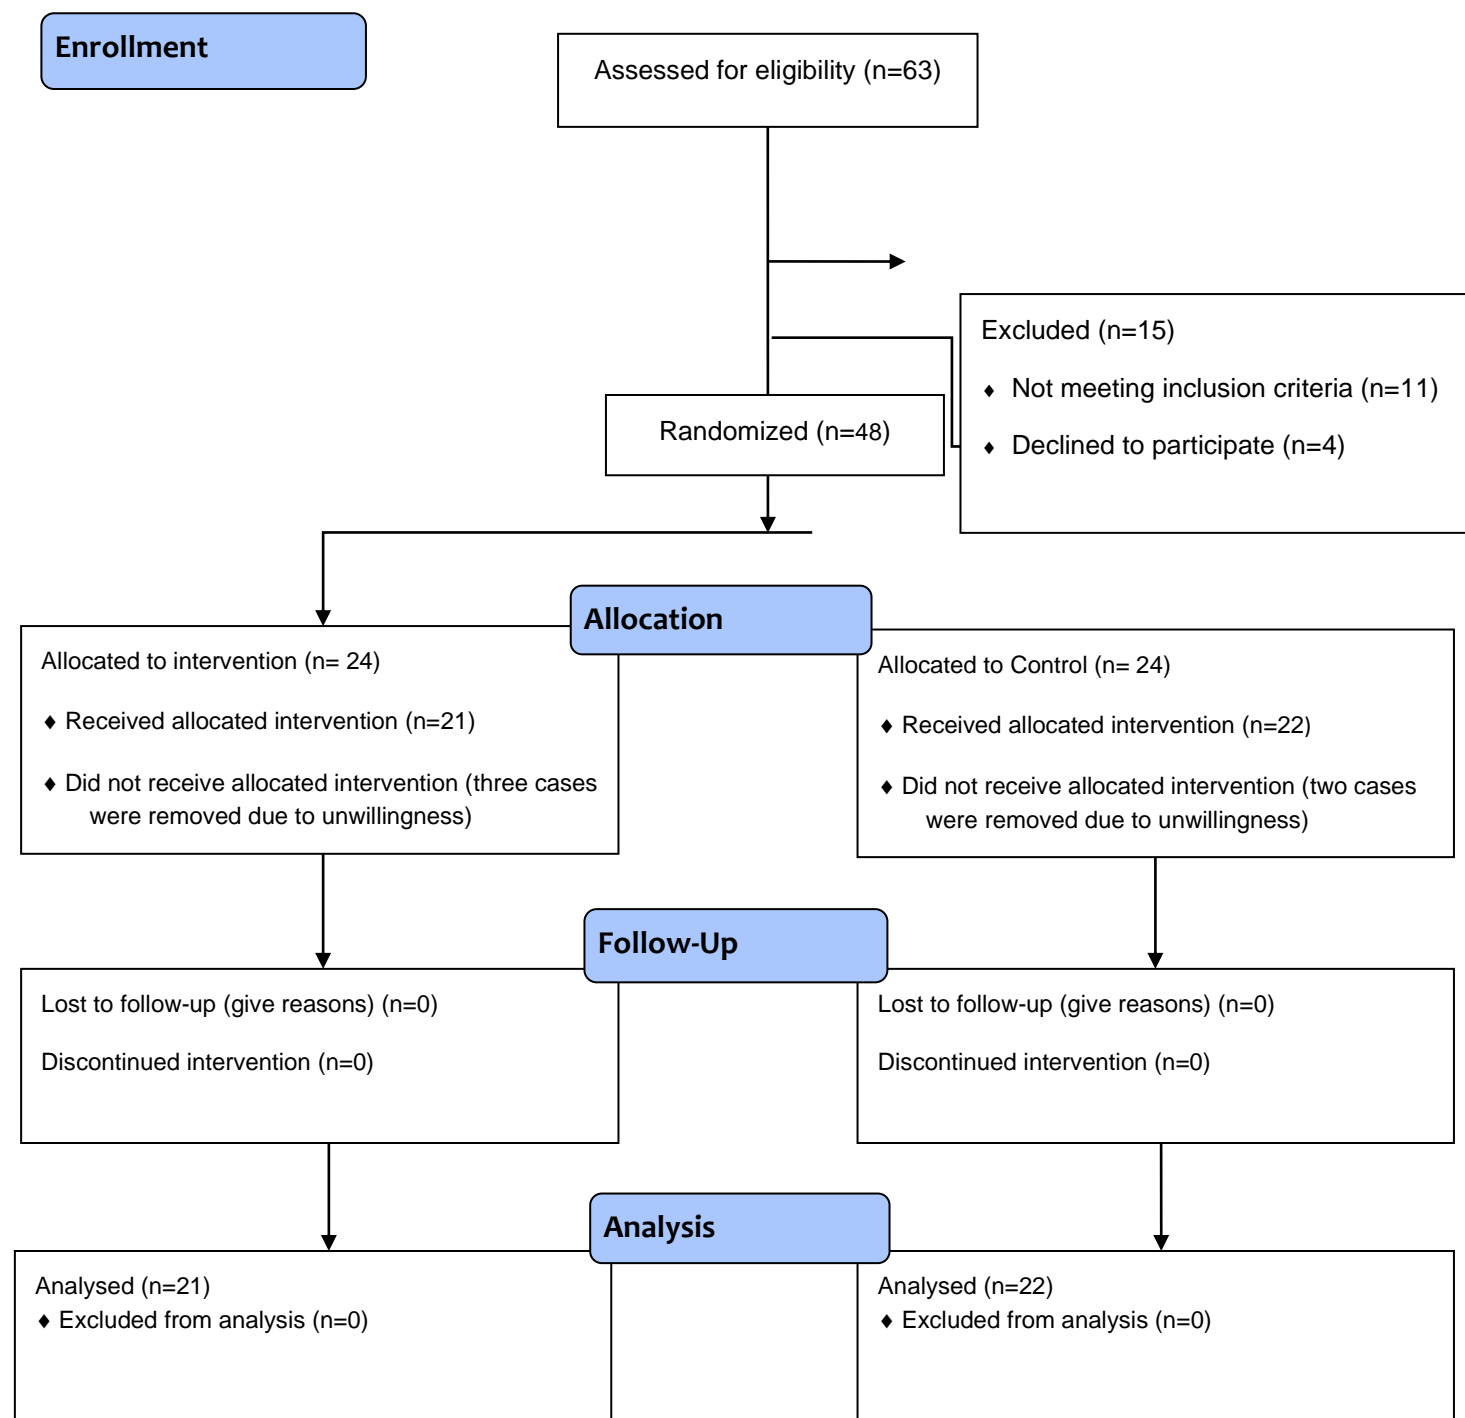 Enrollment
Assessed for eligibility (n=63)
Excluded (n=15)
♦ Not meeting inclusion criteria (n=11)
♦ Declined to participate (n=4)
Randomized (n=48)
Allocation
Allocated to intervention (n= 24)
♦ Received allocated intervention (n=21)
♦ Did not receive allocated intervention (three cases
were removed due to unwillingness)
Allocated to Control (n= 24)
♦ Received allocated intervention (n=22)
♦ Did not receive allocated intervention (two cases
were removed due to unwillingness)
Follow-Up
Lost to follow-up (give reasons) (n=0)
Discontinued intervention (n=0)
Lost to follow-up (give reasons) (n=0)
Discontinued intervention (n=0)
Analysis
Analysed (n=21)
♦ Excluded from analysis (n=0)
Analysed (n=22)
♦ Excluded from analysis (n=0)